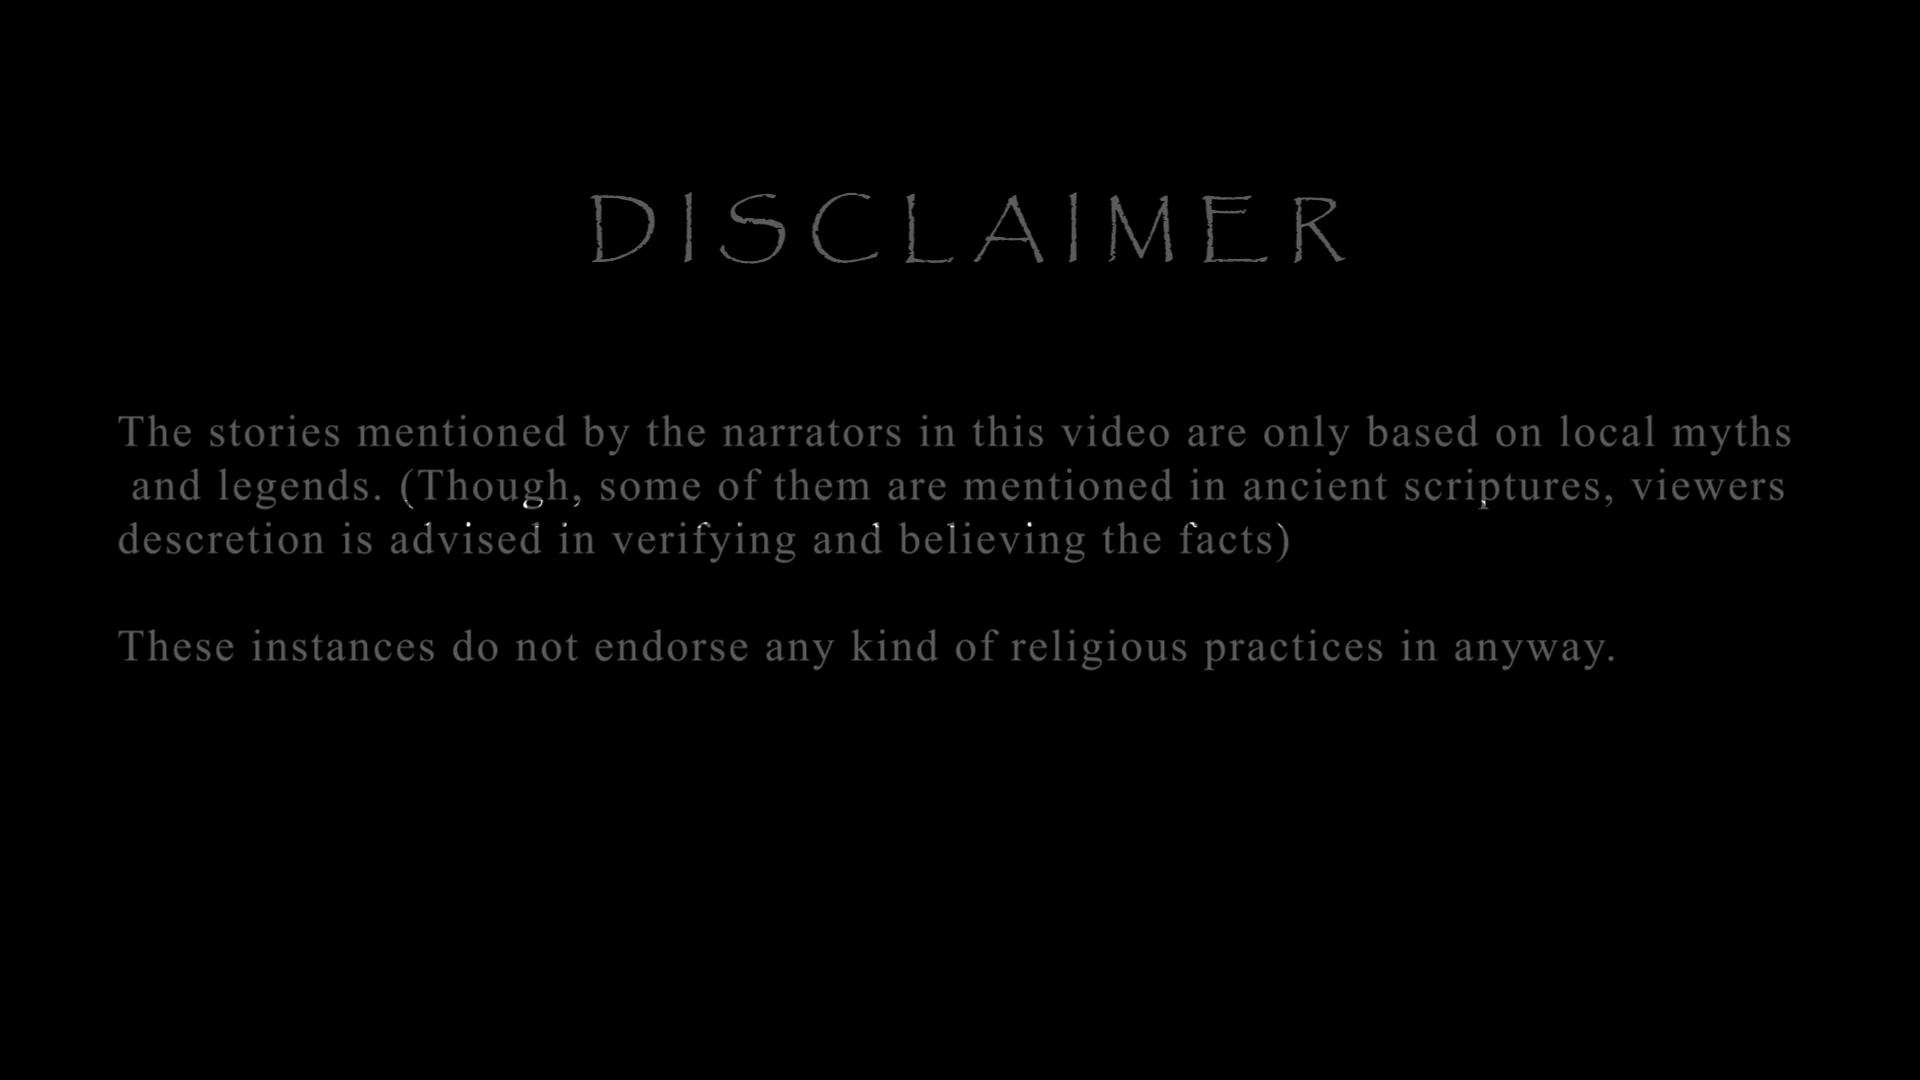 DISCLAIMER
The stories mentioned by the narrators in this video are only based on local myths
and legends. (Though, some of them are mentioned in ancient scriptures, viewers
descretion is advised in verifying and believing the facts)
These instances do not endorse any kind of religious practices in anyway.